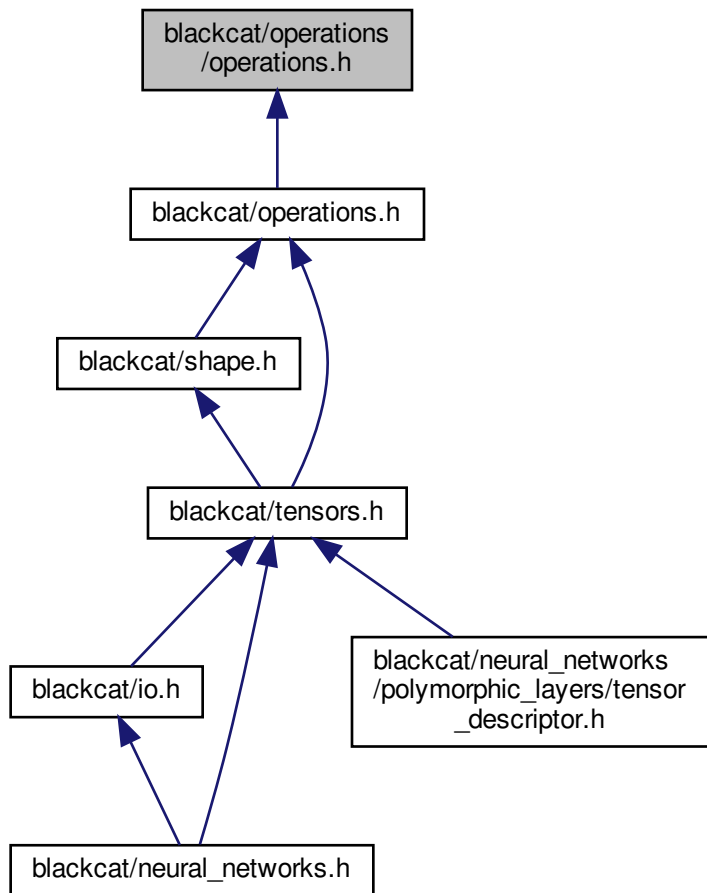 blackcat/operations
/operations.h
blackcat/operations.h
blackcat/shape.h
blackcat/tensors.h
blackcat/io.h
blackcat/neural_networks
/polymorphic_layers/tensor
_descriptor.h
blackcat/neural_networks.h